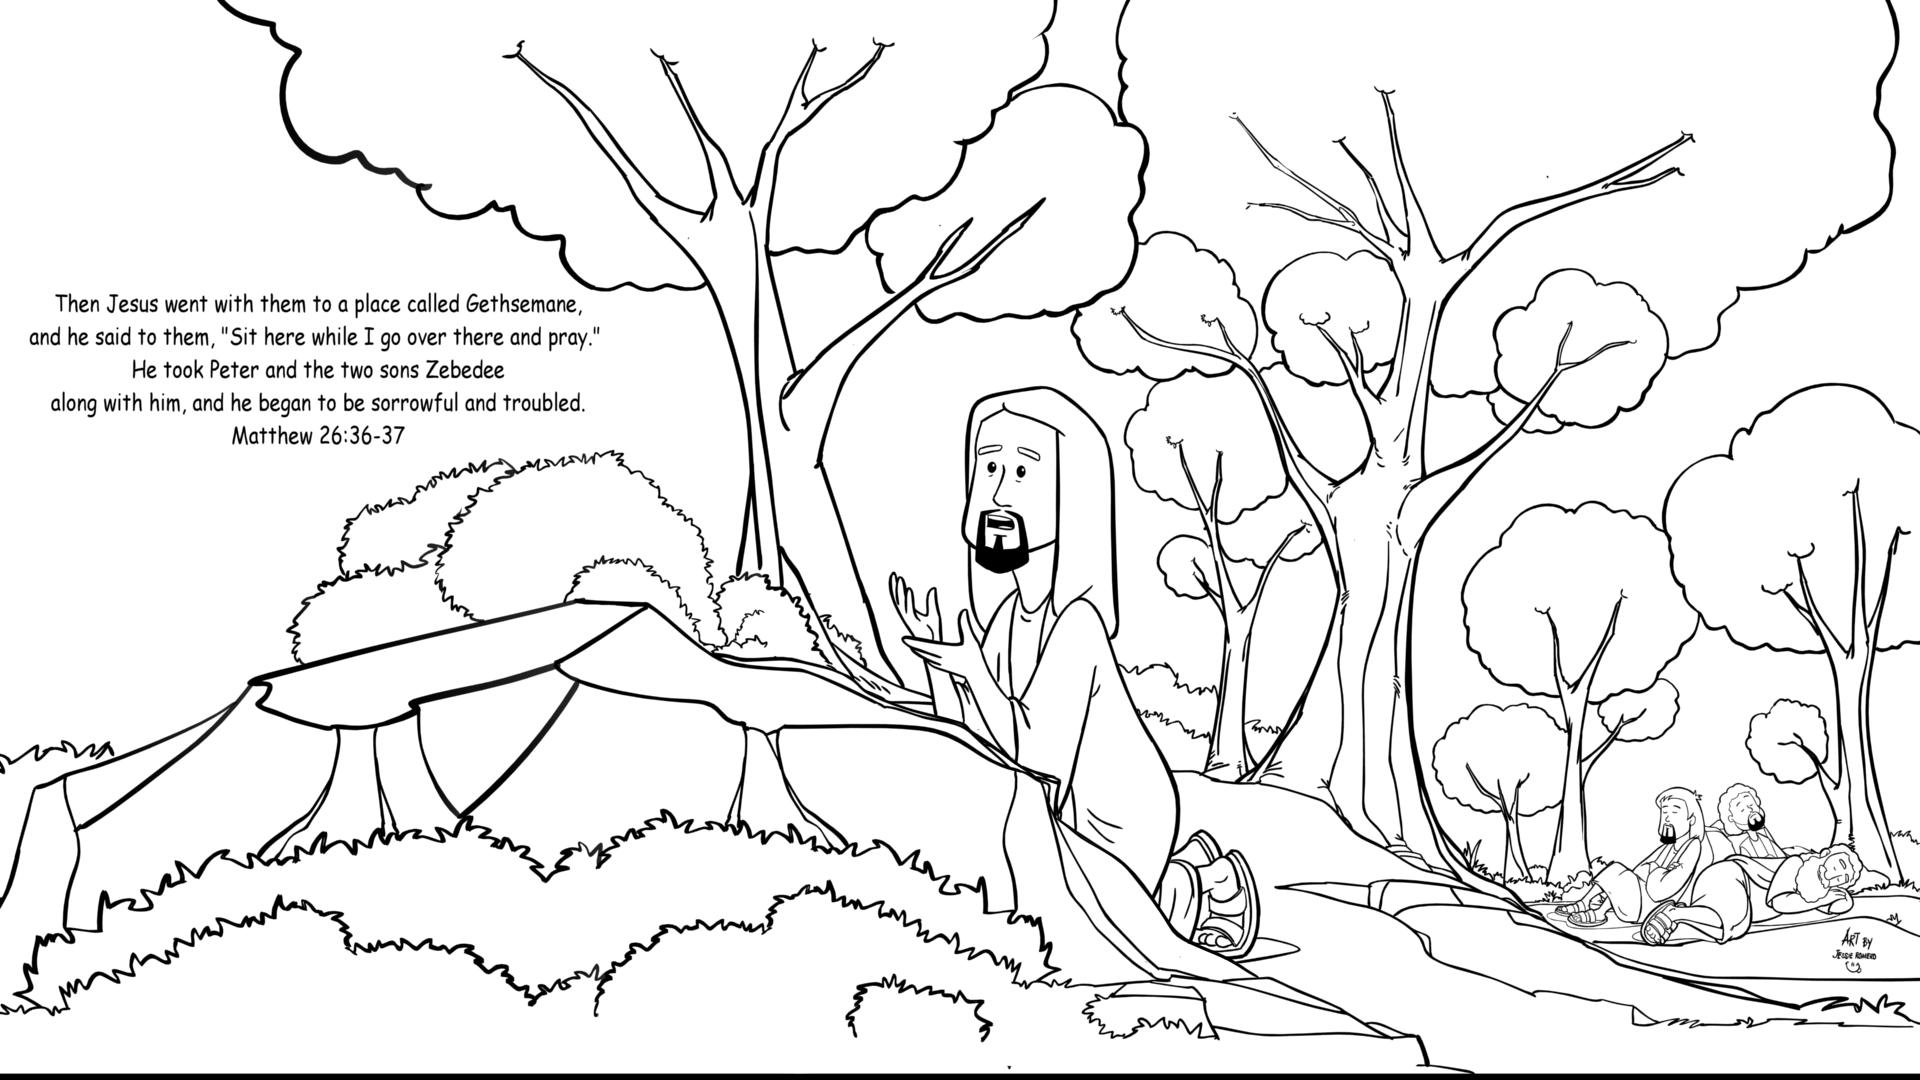 Then Jesus went with them to a place called Gethsemane,
and he said to them, "Sit here while I go over there and pray."
He took Peter and the two sons Zebedee
along with him, and he began to be sorrowful and troubled.
Matthew 26:36-37
ART BY
JESSIE ROMERO